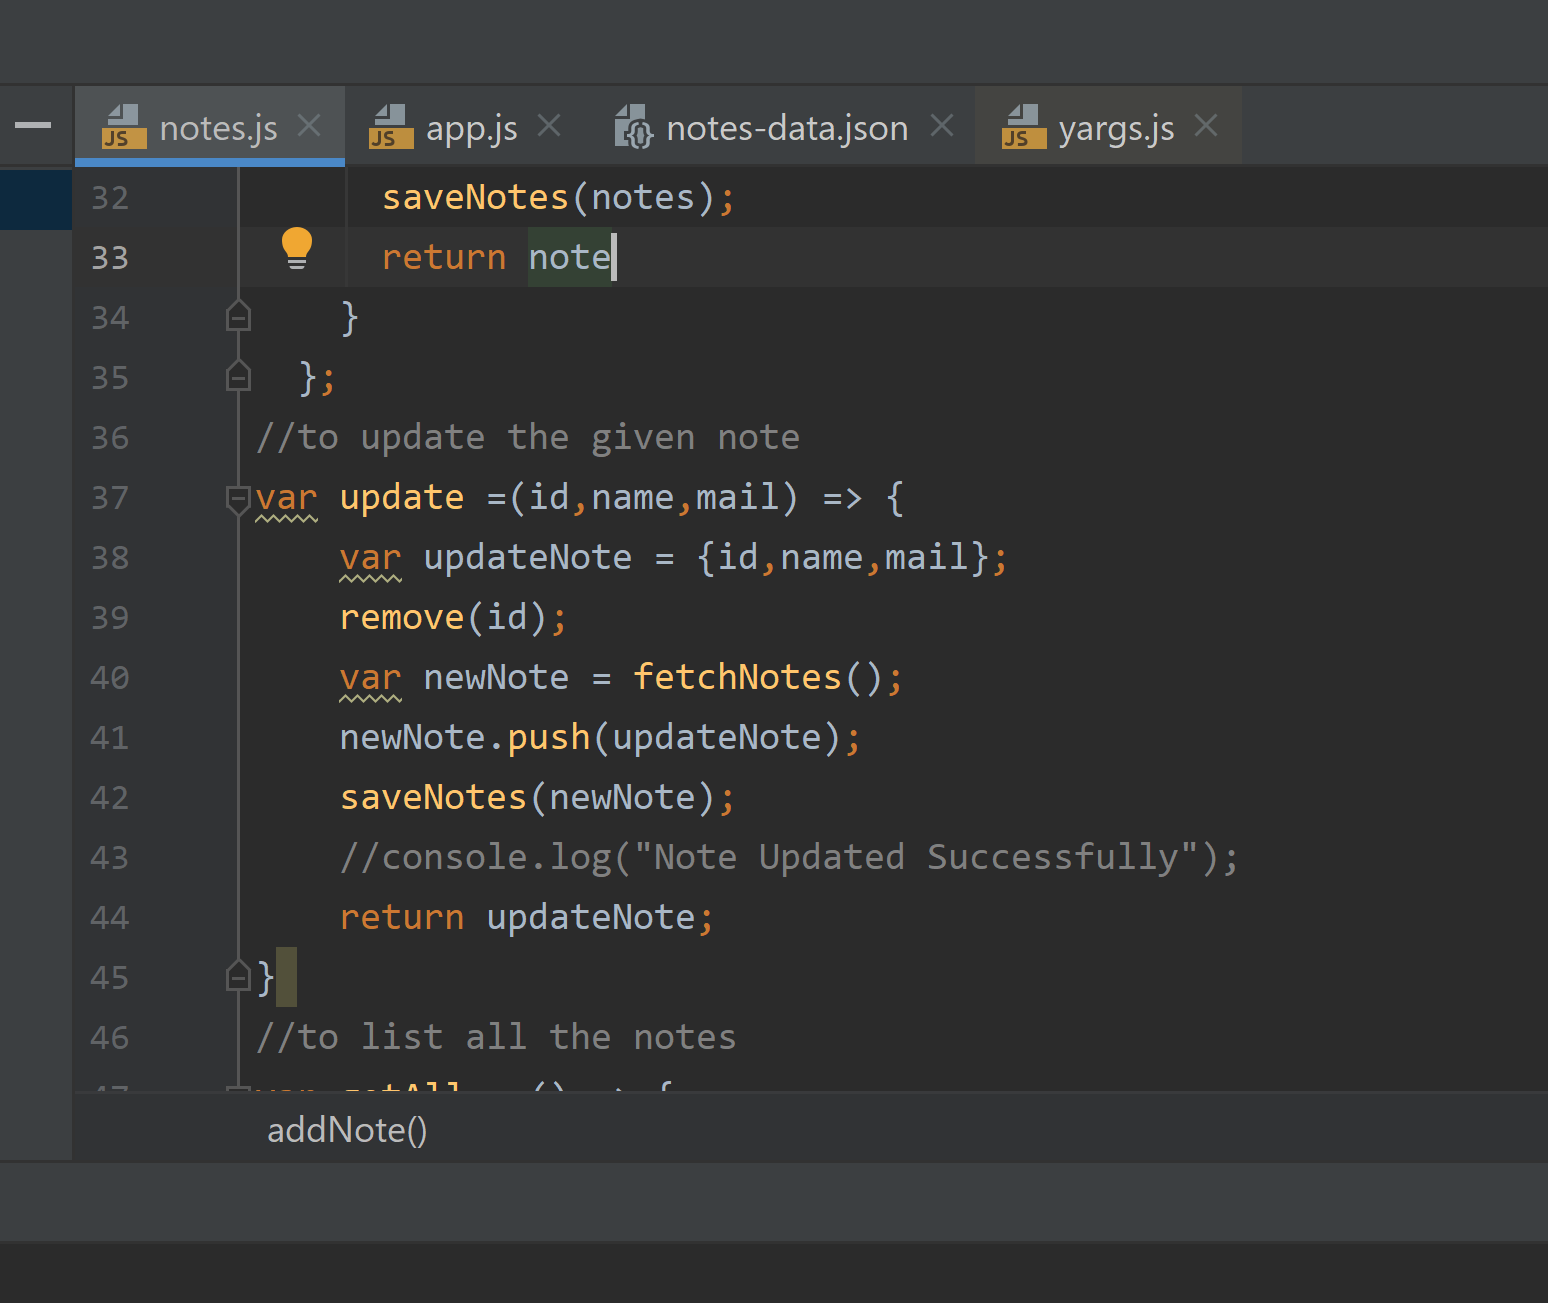 notes.js app.js notes-data.json yargs.js
32 saveNotes(notes);
33 return note
34 }
35 };
36 //to update the given note
37 var update =(id,name,mail) => {
38 var updateNote = {id,name,mail};
39 remove(id);
40 var newNote = fetchNotes();
41 newNote.push(updateNote);
42 saveNotes(newNote);
43 //console.log("Note Updated Successfully");
44 return updateNote;
45 }
46 //to list all the notes
47 var getAll = () => {
addNote()